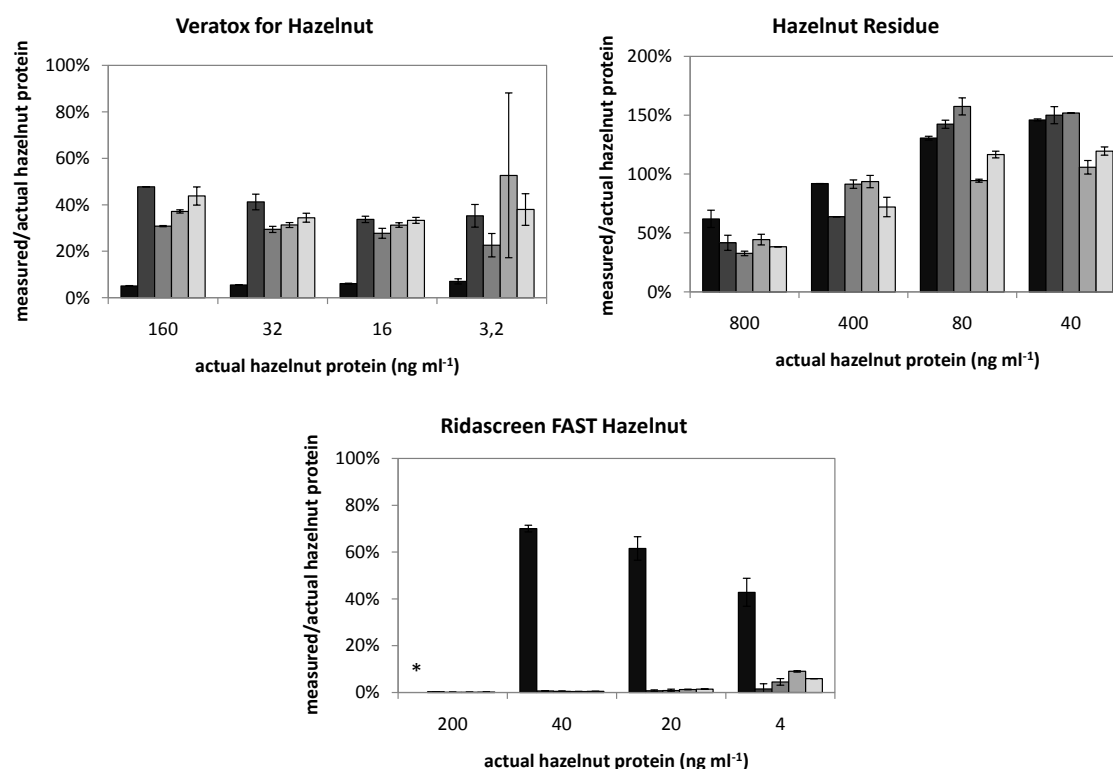 Veratox for Hazelnut
measured/actual hazelnut protein
100%
80%
60%
40%
20%
0%
160 32 16 3,2
actual hazelnut protein (ng ml-1)
Hazelnut Residue
measured/actual hazelnut protein
200%
150%
100%
50%
0%
800 400 80 40
actual hazelnut protein (ng ml-1)
Ridascreen FAST Hazelnut
measured/actual hazelnut protein
100%
80%
60%
40%
20%
0%
*
200 40 20 4
actual hazelnut protein (ng ml-1)